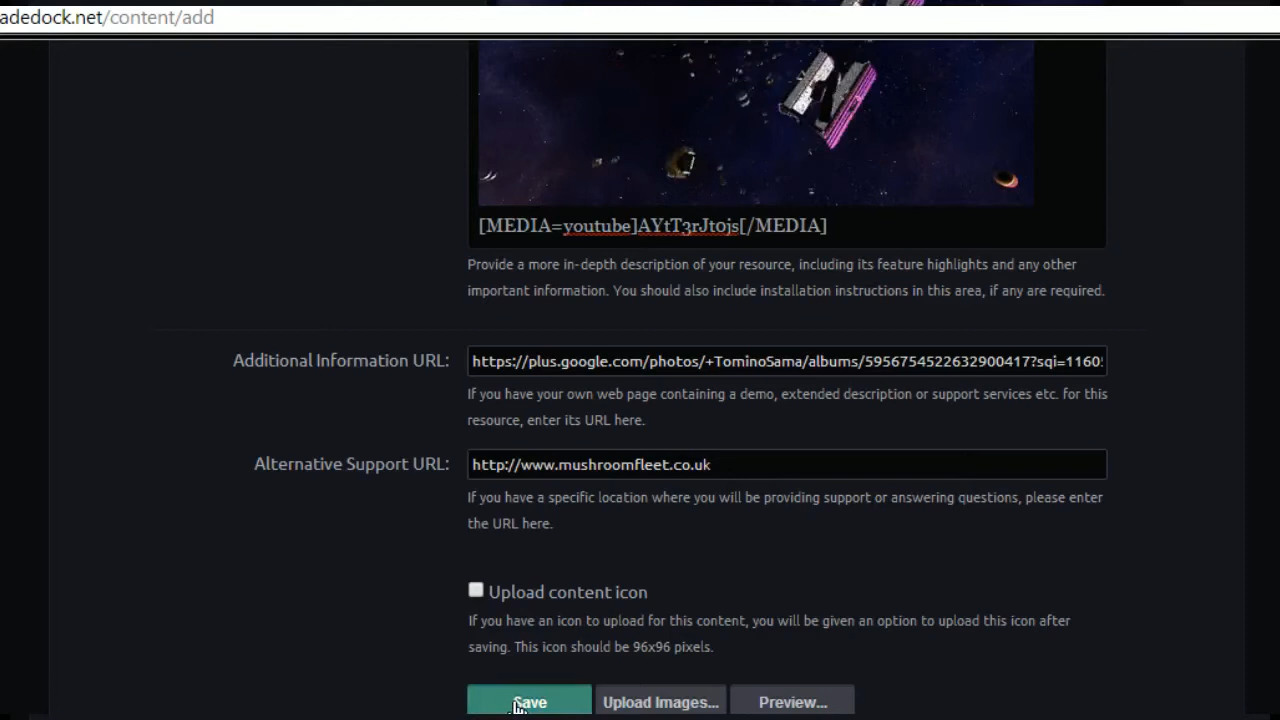 adedock.net/content/add
[MEDIA=youtube]AYtT3rJt0js[/MEDIA]
Provide a more in-depth description of your resource, including its feature highlights and any other
important information. You should also include installation instructions in this area, if any are required.
Additional Information URL:
https://plus.google.com/photos/+TominoSama/albums/5956754522632900417?sqi=1160
If you have your own web page containing a demo, extended description or support services etc. for this
resource, enter its URL here.
Alternative Support URL:
http://www.mushroomfleet.co.uk
If you have a specific location where you will be providing support or answering questions, please enter
the URL here.
Upload content icon
If you have an icon to upload for this content, you will be given an option to upload this icon after
saving. This icon should be 96x96 pixels.
Save
Upload Images...
Preview...